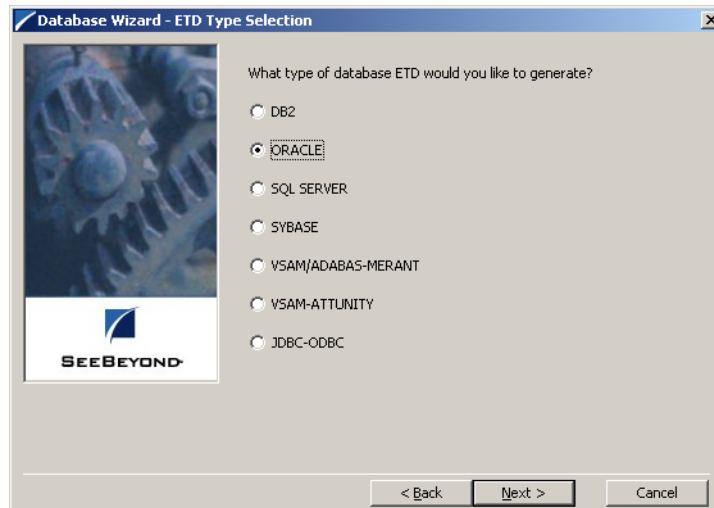 Database Wizard - ETD Type Selection
What type of database ETD would you like to generate?
DB2
ORACLE
SQL SERVER
SYBASE
VSAM/ADABAS-MERANT
VSAM-ATTUNITY
JDBC-ODBC
SEEBEYOND
< Back
Next >
Cancel